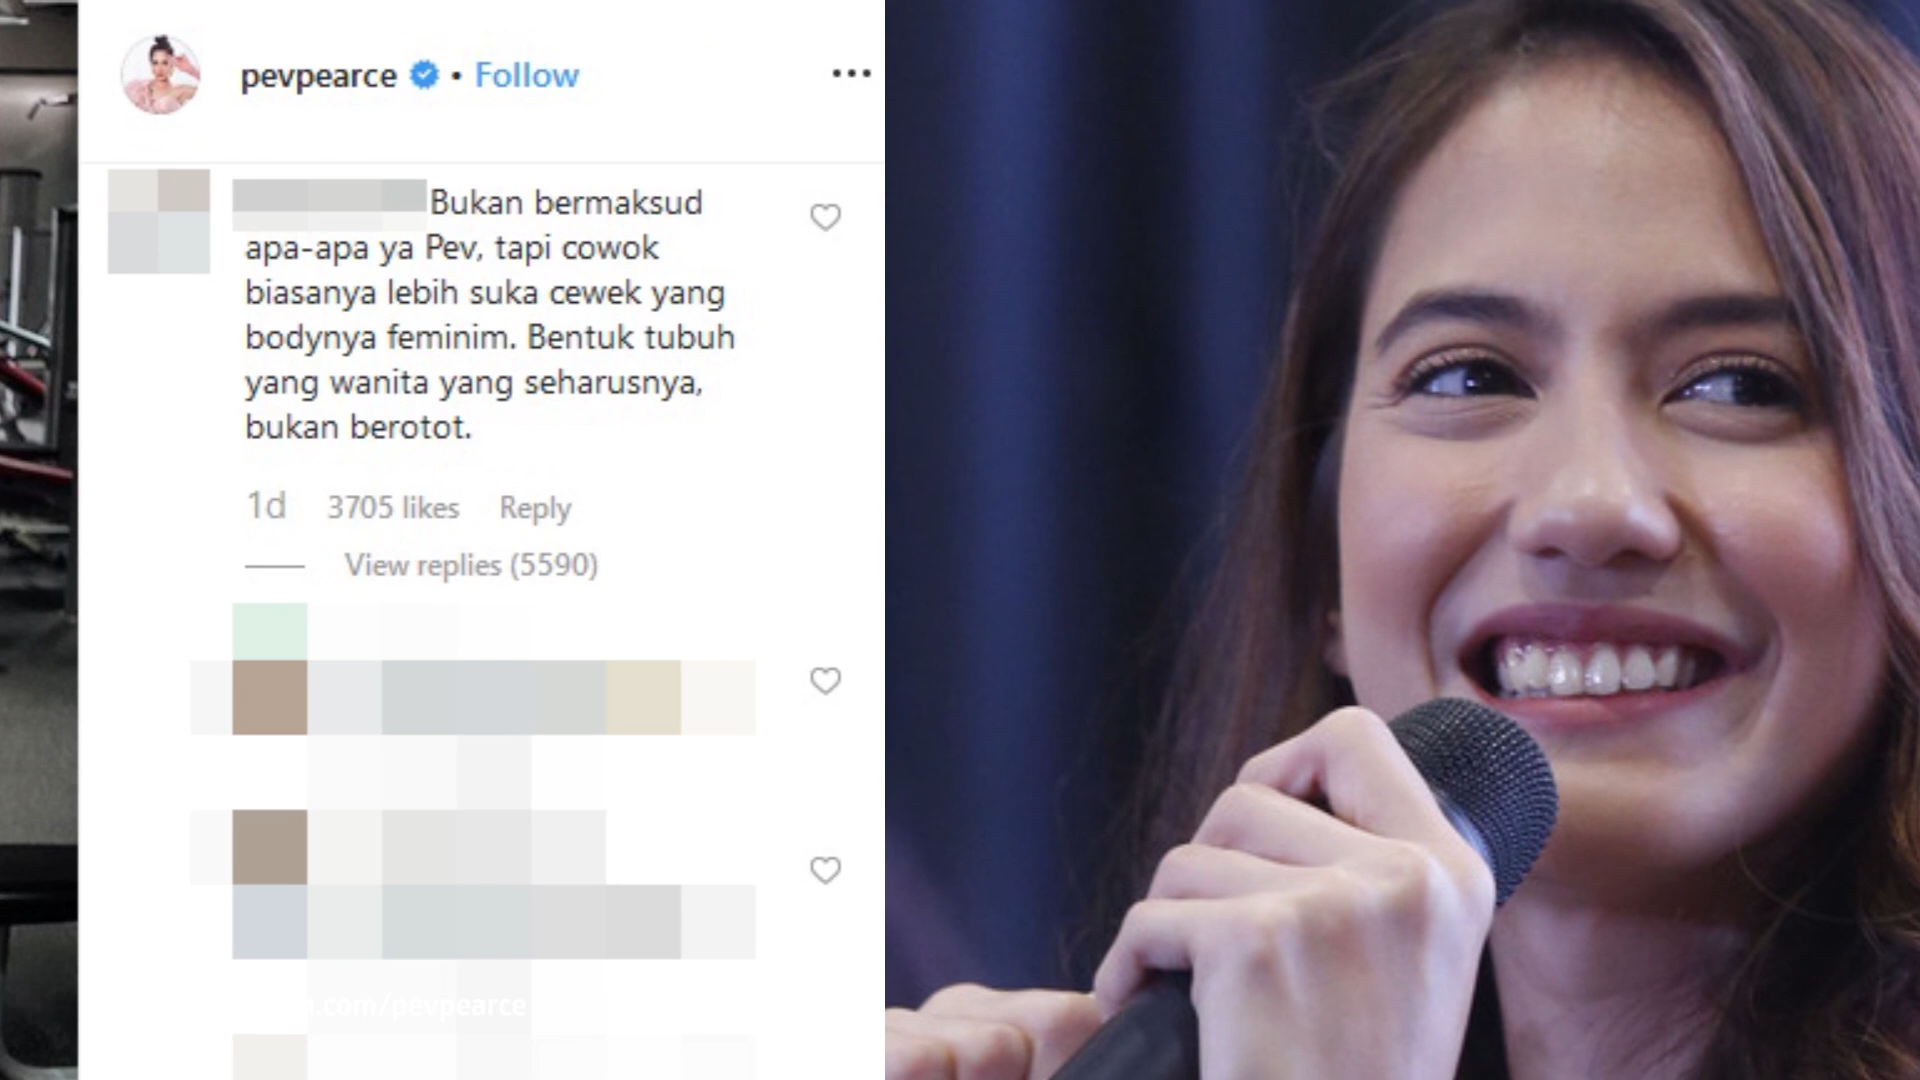 pevpearce • Follow
Bukan bermaksud
apa-apa ya Pev, tapi cowok
biasanya lebih suka cewek yang
bodynya feminim. Bentuk tubuh
yang wanita yang seharusnya,
bukan berotot.
1d 3705 likes Reply
View replies (5590)
.com/pevpearce